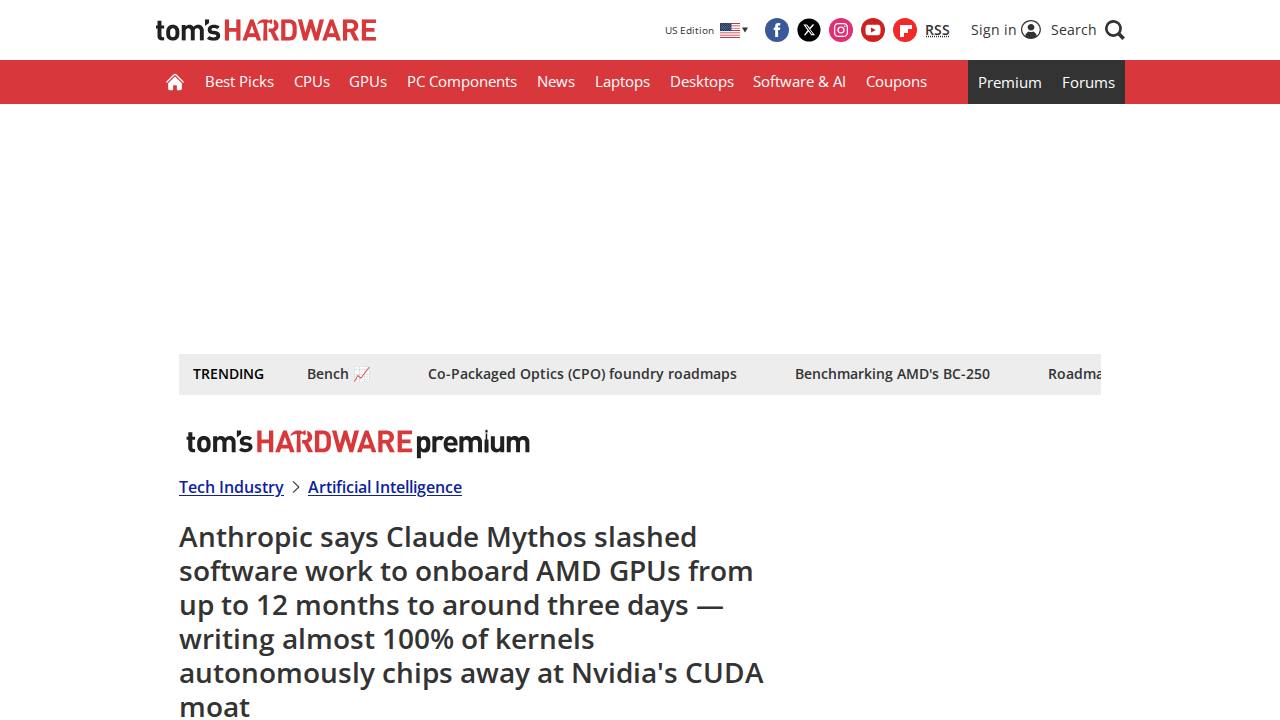 tom's HARDWARE
US Edition
RSS
Sign in
Search
Best Picks CPUs GPUs PC Components News Laptops Desktops Software & AI Coupons Premium Forums
TRENDING Bench Co-Packaged Optics (CPO) foundry roadmaps Benchmarking AMD's BC-250 Roadma
tom's HARDWARE premium
Tech Industry > Artificial Intelligence
Anthropic says Claude Mythos slashed
software work to onboard AMD GPUs from
up to 12 months to around three days —
writing almost 100% of kernels
autonomously chips away at Nvidia's CUDA
moat